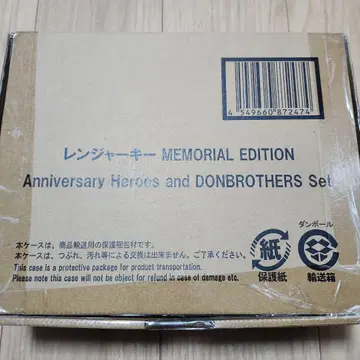 4 549660 872474
レンジャーキー MEMORIAL EDITION
Anniversary Heroes and DONBROTHERS Set
本ケースは、商品輸送用の保護梱包材です。
本ケースには、つぶれ、汚れ等による交換は出来ません。ご了承ください。
This case is a protective package for product transportation.
Please note this case will not be object for refund in case of damage etc.
紙
保護紙
ダンボール
輸送箱